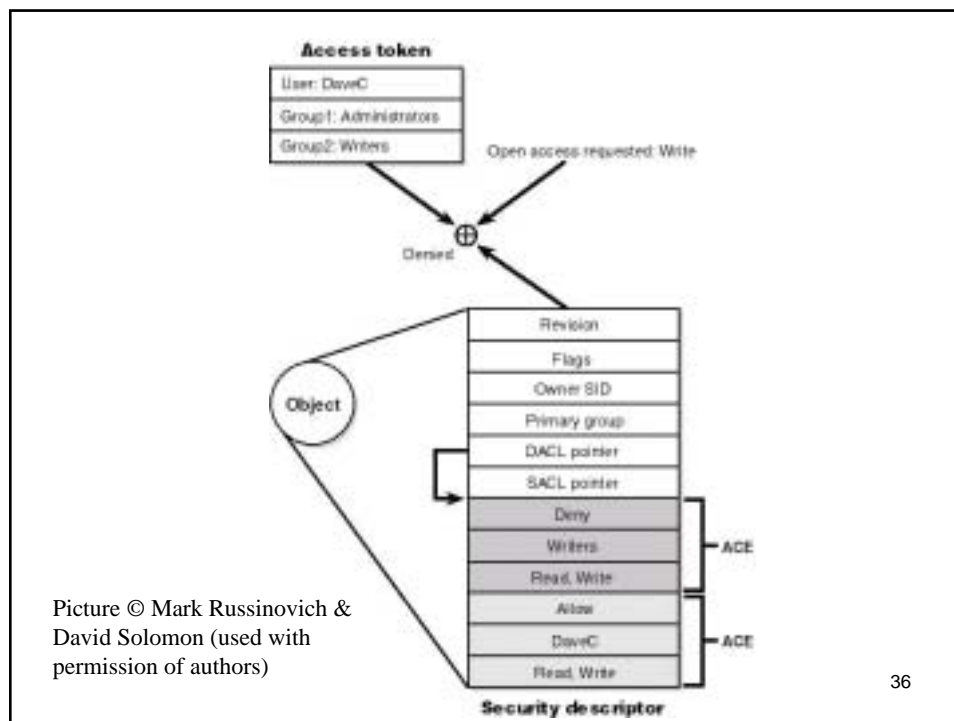 Access token
User: DaveC
Group1: Administrators
Group2: Writers
Open access requested: Write
Denied
Revision
Flags
Owner SID
Object
Primary group
DACL pointer
SACL pointer
Deny
Writers
ACE
Read, Write
Allow
DaveC
ACE
Read, Write
Security descriptor
Picture © Mark Russinovich &
David Solomon (used with
permission of authors)
36